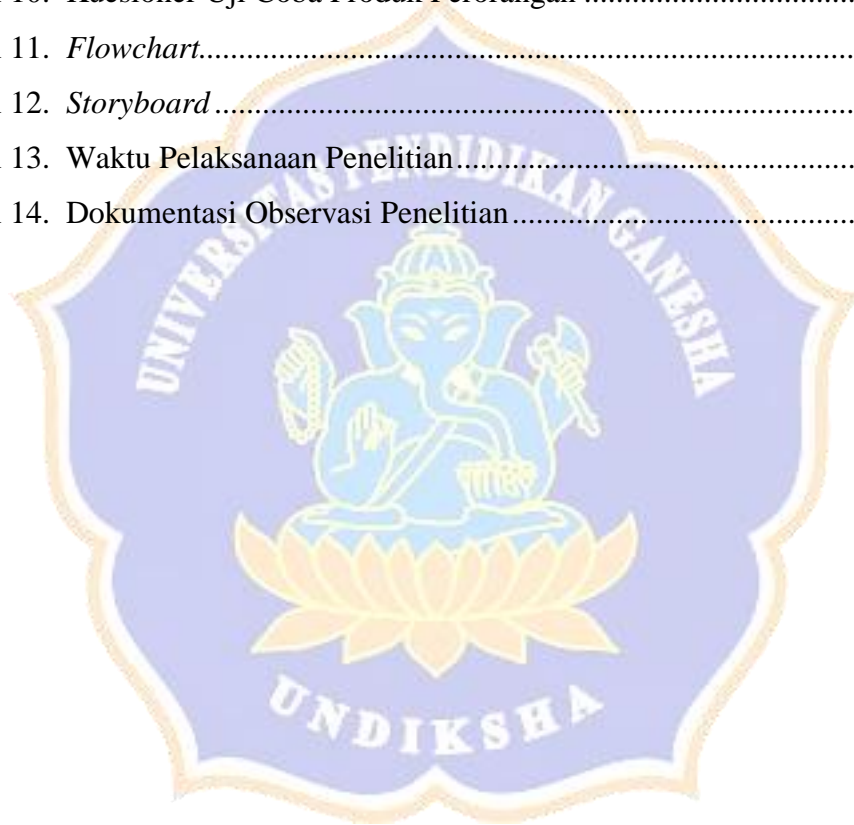 10. Kuesioner Uji Coba Produk Perorangan ....................................
11. Flowchart...................................................................................
12. Storyboard .................................................................................
13. Waktu Pelaksanaan Penelitian...................................................
14. Dokumentasi Observasi Penelitian............................................
UNIVERSITAS PENDIDIKAN GANESHA
UNDIKSHA